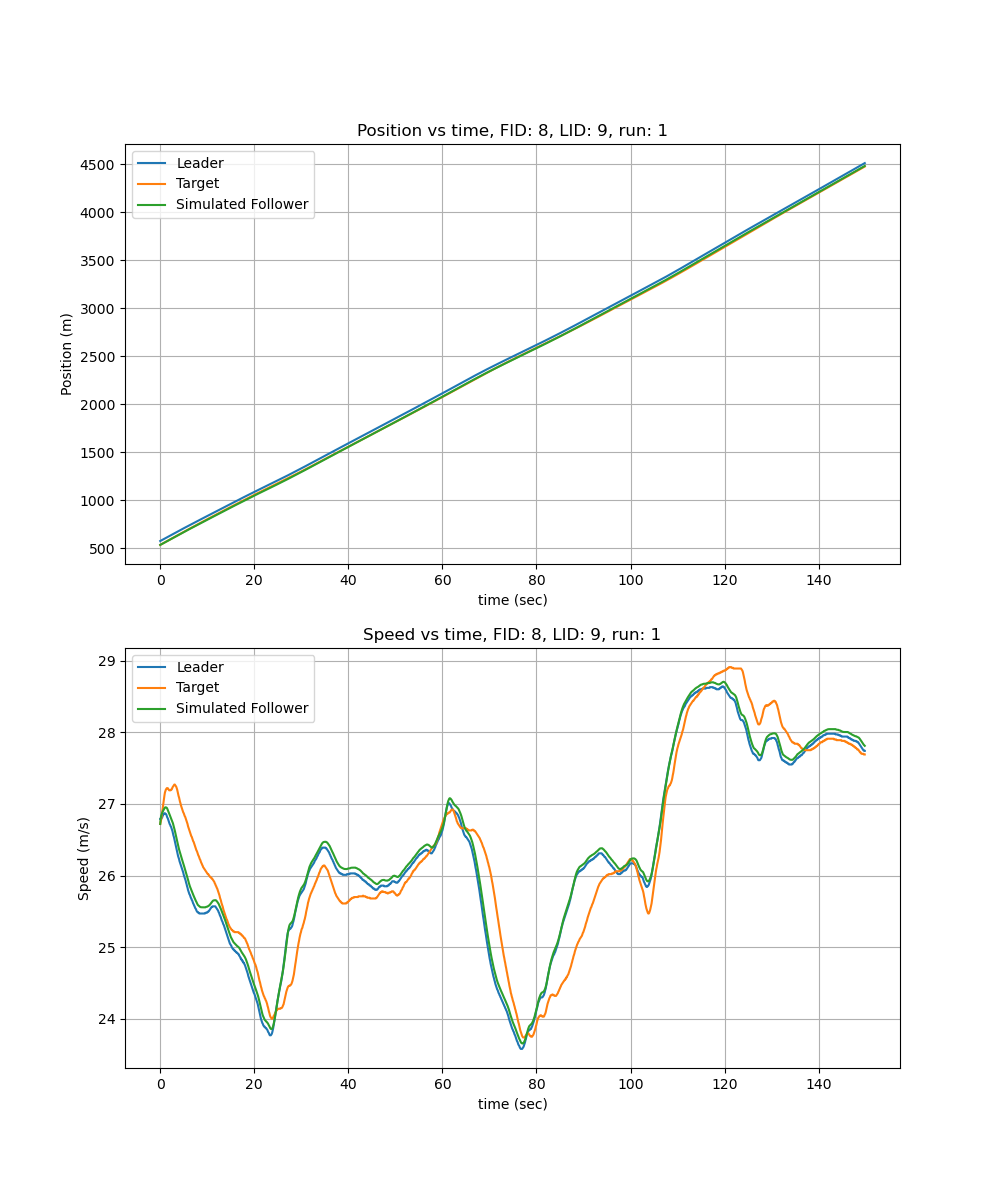 Position vs time, FID: 8, LID: 9, run: 1
Leader
Target
Simulated Follower
4500
4000
3500
3000
2500
2000
1500
1000
500
Position (m)
0 20 40 60 80 100 120 140
time (sec)
Speed vs time, FID: 8, LID: 9, run: 1
Leader
Target
Simulated Follower
29
28
27
26
25
24
Speed (m/s)
0 20 40 60 80 100 120 140
time (sec)